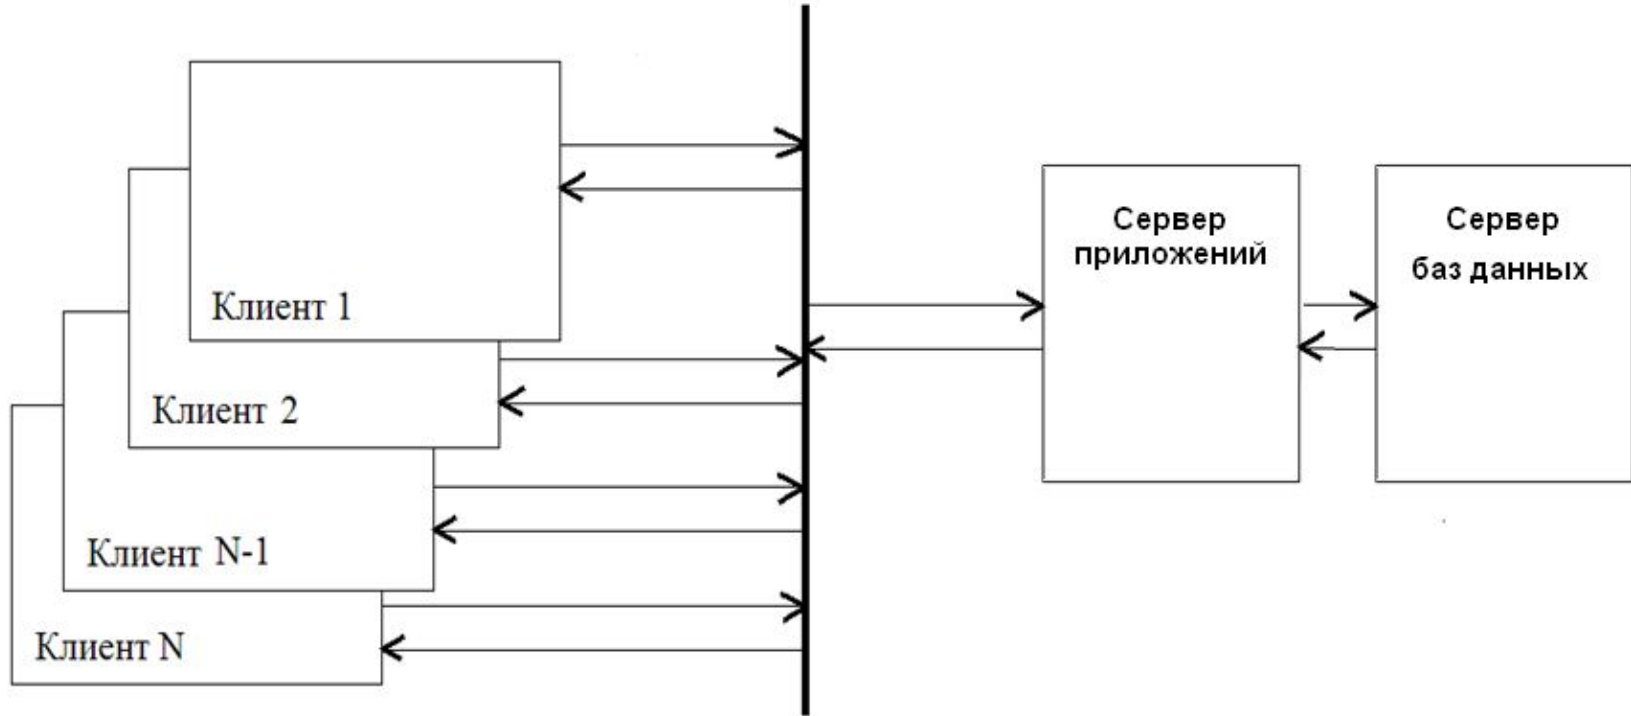 Клиент 1
Клиент 2
Клиент N-1
Клиент N
Сервер
приложений
Сервер
баз данных